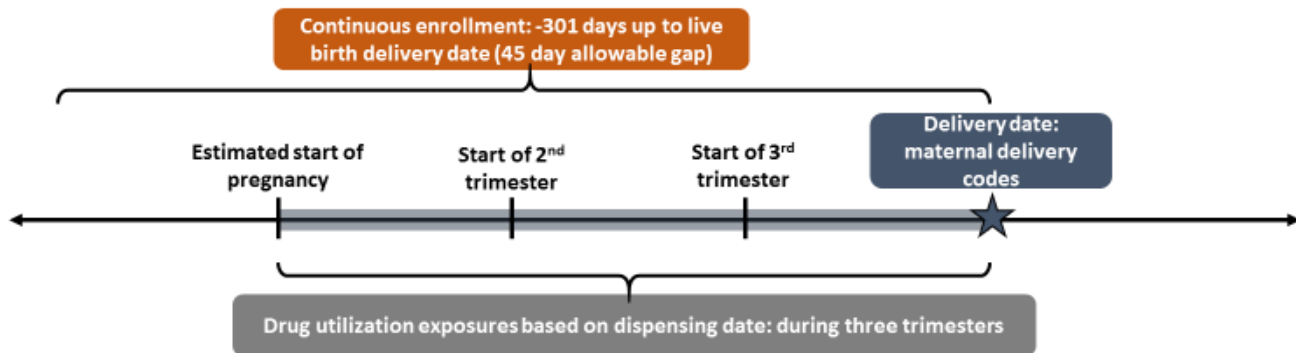 Continuous enrollment: -301 days up to live
birth delivery date (45 day allowable gap)
Delivery date:
maternal delivery
codes
Estimated start of
pregnancy
Start of 2nd
trimester
Start of 3rd
trimester
Drug utilization exposures based on dispensing date: during three trimesters